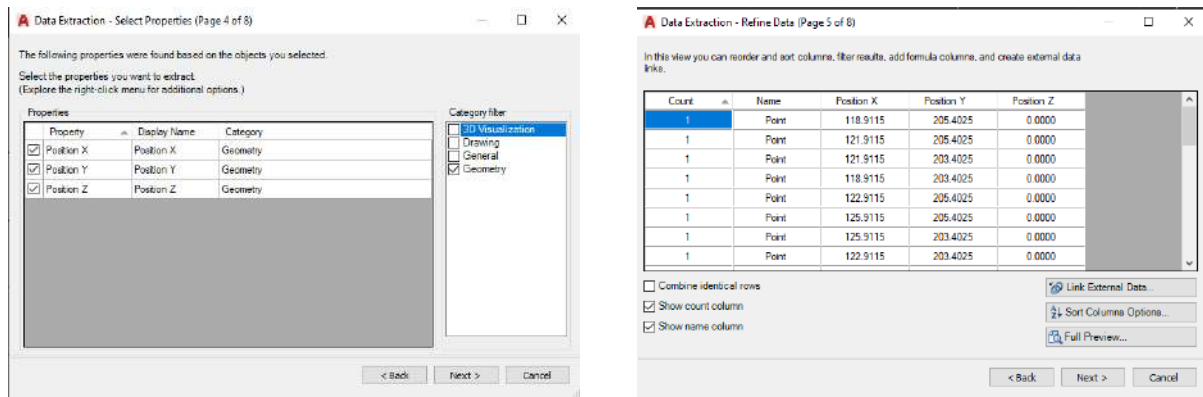 Data Extraction - Select Properties (Page 4 of 8)
The following properties were found based on the objects you selected.
Select the properties you want to extract.
(Explore the right-click menu for additional options.)
Properties
Property Display Name Category
Position X Position X Geometry
Position Y Position Y Geometry
Position Z Position Z Geometry
Category filter
3D Visualization
Drawing
General
Geometry
< Back Next > Cancel
Data Extraction - Refine Data (Page 5 of 8)
In this view you can reorder and sort columns, filter results, add formula columns, and create external data
links.
Count Name Position X Position Y Position Z
1 Point 118.9115 205.4025 0.0000
1 Point 121.9115 205.4025 0.0000
1 Point 121.9115 203.4025 0.0000
1 Point 118.9115 203.4025 0.0000
1 Point 122.9115 205.4025 0.0000
1 Point 125.9115 205.4025 0.0000
1 Point 125.9115 203.4025 0.0000
1 Point 122.9115 203.4025 0.0000
Combine identical rows
Show count column
Show name column
Link External Data...
Sort Columns Options...
Full Preview...
< Back Next > Cancel